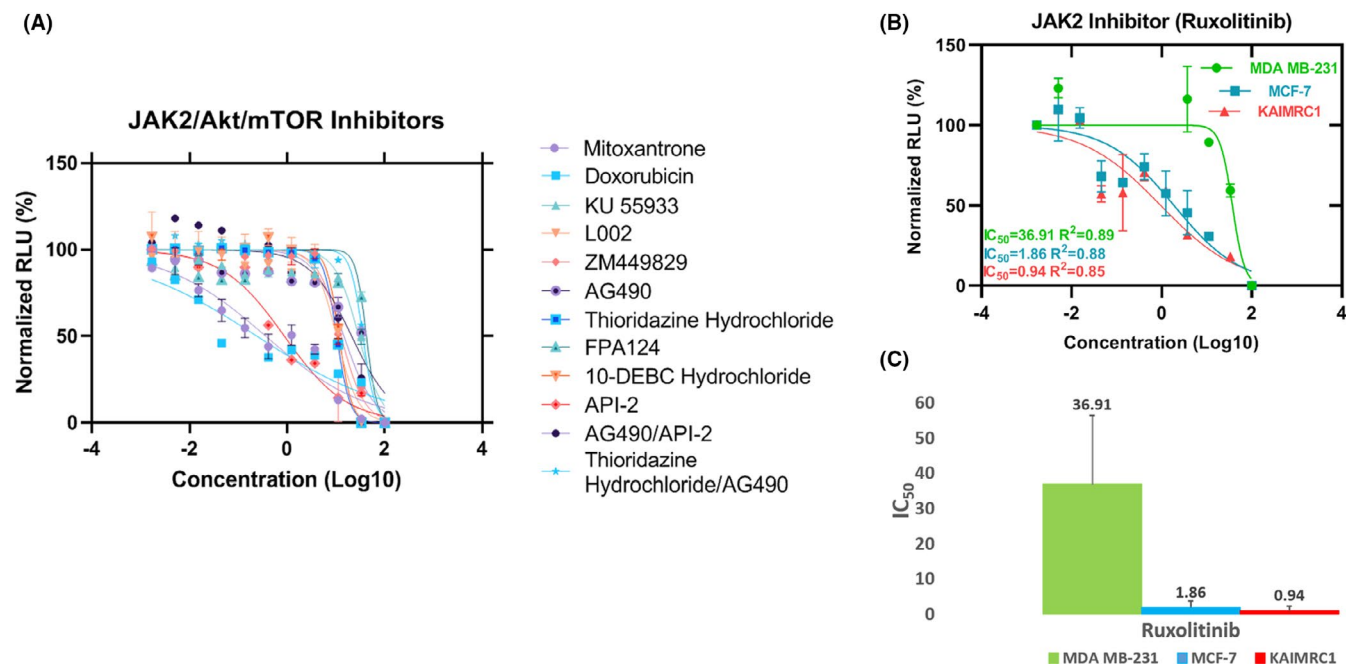 (A)
JAK2/Akt/mTOR Inhibitors
150
100
50
0
-4
-2
0
2
4
Normalized RLU (%)
Concentration (Log10)
Mitoxantrone
Doxorubicin
KU 55933
L002
ZM449829
AG490
Thioridazine Hydrochloride
FPA124
10-DEBC Hydrochloride
API-2
AG490/API-2
Thioridazine
Hydrochloride/AG490
(B)
JAK2 Inhibitor (Ruxolitinib)
150
100
50
0
-4
-2
0
2
4
Normalized RLU (%)
Concentration (Log10)
MDA MB-231
MCF-7
KAIMRC1
IC50=36.91 R²=0.89
IC50=1.86 R²=0.88
IC50=0.94 R²=0.85
(C)
60
50
40
30
20
10
0
IC50
36.91
1.86
0.94
Ruxolitinib
MDA MB-231
MCF-7
KAIMRC1